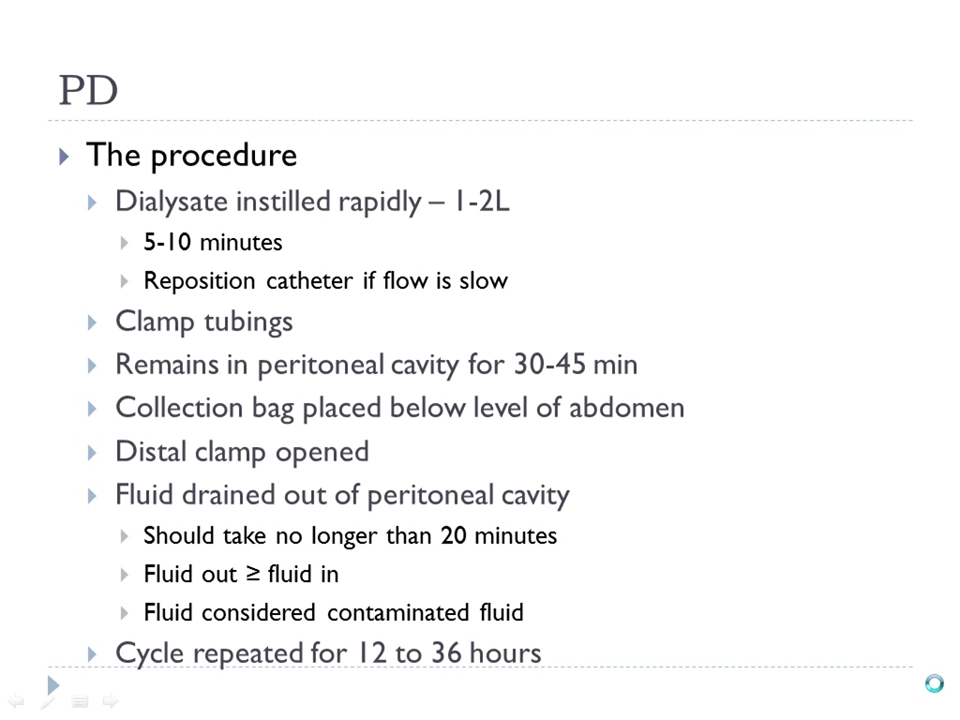 PD
The procedure
Dialysate instilled rapidly – 1-2L
5-10 minutes
Reposition catheter if flow is slow
Clamp tubings
Remains in peritoneal cavity for 30-45 min
Collection bag placed below level of abdomen
Distal clamp opened
Fluid drained out of peritoneal cavity
Should take no longer than 20 minutes
Fluid out ≥ fluid in
Fluid considered contaminated fluid
Cycle repeated for 12 to 36 hours